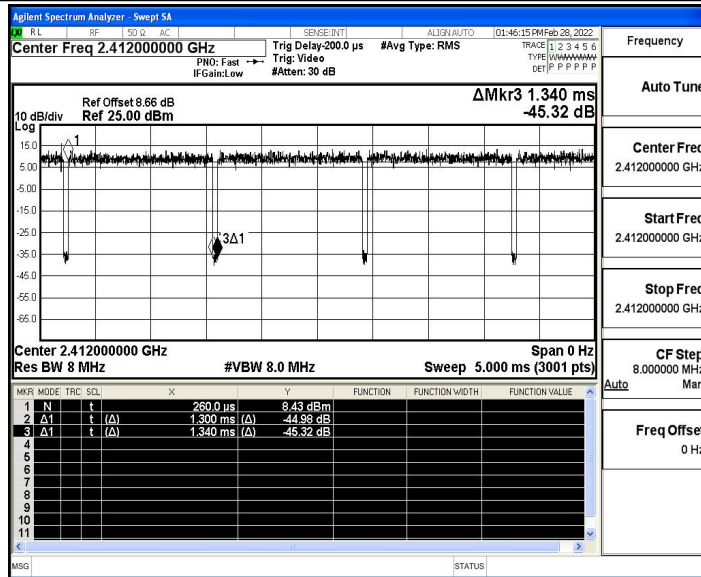 Agilent Spectrum Analyzer - Swept SA
LXI RL RF 50 Ω AC SENSE:INT ALIGN AUTO 01:46:15 PM Feb 28, 2022
Center Freq 2.412000000 GHz
PNO: Fast
IFGain:Low
Trig Delay-200.0 µs
Trig: Video
#Atten: 30 dB
#Avg Type: RMS
TRACE 1 2 3 4 5 6
TYPE WWWWWW
DET P P P P P P
ΔMkr3 1.340 ms
-45.32 dB
Ref Offset 8.66 dB
10 dB/div Ref 25.00 dBm
Log
15.0
5.00
-5.00
-15.0
-25.0
-35.0
-45.0
-55.0
-65.0
1
3Δ1
Center 2.412000000 GHz Span 0 Hz
Res BW 8 MHz #VBW 8.0 MHz Sweep 5.000 ms (3001 pts)
MKR MODE TRC SCL X Y FUNCTION FUNCTION WIDTH FUNCTION VALUE
1 N t 260.0 µs 8.43 dBm
2 Δ1 t (Δ) 1.300 ms (Δ) -44.98 dB
3 Δ1 t (Δ) 1.340 ms (Δ) -45.32 dB
4
5
6
7
8
9
10
11
MSG STATUS
Frequency
Auto Tune
Center Freq
2.412000000 GHz
Start Freq
2.412000000 GHz
Stop Freq
2.412000000 GHz
CF Step
8.000000 MHz
Auto Man
Freq Offset
0 Hz